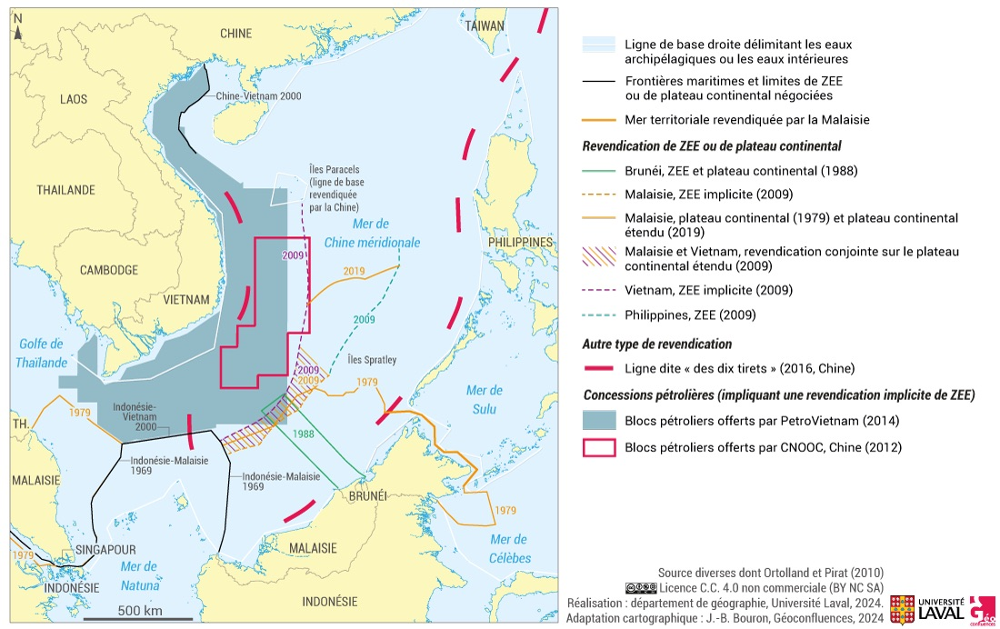 N
CHINE
TAÏWAN
LAOS
Chine-Vietnam 2000
THAILANDE
Îles Paracels
(ligne de base
revendiquée
par la Chine)
Mer de
Chine méridionale
PHILIPPINES
2009
CAMBODGE
2019
VIETNAM
2009
Golfe de
Thaïlande
Îles Spratley
2009
2009
1979
Mer de
Sulu
1979
Indonésie-
Vietnam
2000
TH.
1988
Indonésie-Malaisie
1969
Indonésie-Malaisie
1969
MALAISIE
BRUNÉI
1979
SINGAPOUR
MALAISIE
1979
Mer de
Natuna
Mer de
Célèbes
INDONÉSIE
INDONÉSIE
500 km
Ligne de base droite délimitant les eaux
archipélagiques ou les eaux intérieures
Frontières maritimes et limites de ZEE
ou de plateau continental négociées
Mer territoriale revendiquée par la Malaisie
Revendication de ZEE ou de plateau continental
Brunéi, ZEE et plateau continental (1988)
Malaisie, ZEE implicite (2009)
Malaisie, plateau continental (1979) et plateau continental
étendu (2019)
Malaisie et Vietnam, revendication conjointe sur le plateau
continental étendu (2009)
Vietnam, ZEE implicite (2009)
Philippines, ZEE (2009)
Autre type de revendication
Ligne dite « des dix tirets » (2016, Chine)
Concessions pétrolières (impliquant une revendication implicite de ZEE)
Blocs pétroliers offerts par PetroVietnam (2014)
Blocs pétroliers offerts par CNOOC, Chine (2012)
Source diverses dont Ortolland et Pirat (2010)
Licence C.C. 4.0 non commerciale (BY NC SA)
Réalisation : département de géographie, Université Laval, 2024.
Adaptation cartographique : J.-B. Bouron, Géoconfluences, 2024
UNIVERSITÉ
LAVAL
Géo
confluences